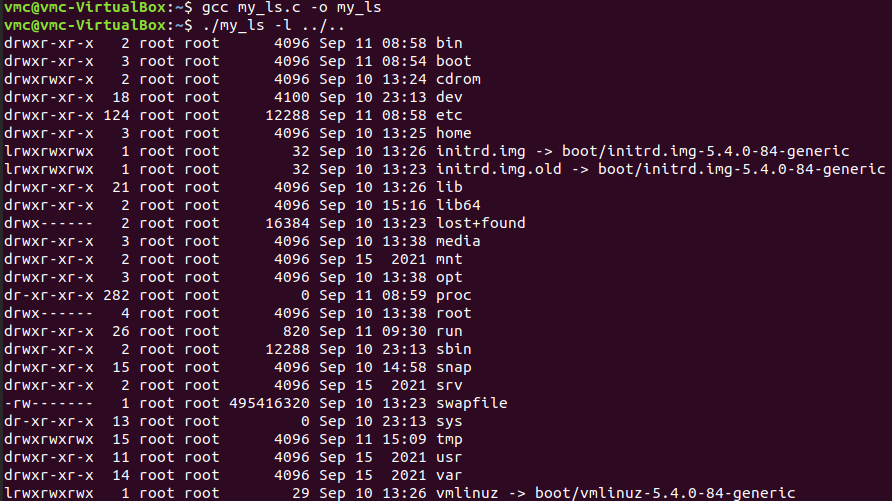 vmc@vmc-VirtualBox:~$ gcc my_ls.c -o my_ls
vmc@vmc-VirtualBox:~$ ./my_ls -l ../..
drwxr-xr-x   2 root root      4096 Sep 11 08:58 bin
drwxr-xr-x   3 root root      4096 Sep 11 08:54 boot
drwxrwxr-x   2 root root      4096 Sep 10 13:24 cdrom
drwxr-xr-x  18 root root      4100 Sep 10 23:13 dev
drwxr-xr-x 124 root root     12288 Sep 11 08:58 etc
drwxr-xr-x   3 root root      4096 Sep 10 13:25 home
lrwxrwxrwx   1 root root        32 Sep 10 13:26 initrd.img -> boot/initrd.img-5.4.0-84-generic
lrwxrwxrwx   1 root root        32 Sep 10 13:23 initrd.img.old -> boot/initrd.img-5.4.0-84-generic
drwxr-xr-x  21 root root      4096 Sep 10 13:26 lib
drwxr-xr-x   2 root root      4096 Sep 10 15:16 lib64
drwx------   2 root root     16384 Sep 10 13:23 lost+found
drwxr-xr-x   3 root root      4096 Sep 10 13:38 media
drwxr-xr-x   2 root root      4096 Sep 15  2021 mnt
drwxr-xr-x   3 root root      4096 Sep 10 13:38 opt
dr-xr-xr-x 282 root root         0 Sep 11 08:59 proc
drwx------   4 root root      4096 Sep 10 13:38 root
drwxr-xr-x  26 root root       820 Sep 11 09:30 run
drwxr-xr-x   2 root root     12288 Sep 10 23:13 sbin
drwxr-xr-x  15 root root      4096 Sep 10 14:58 snap
drwxr-xr-x   2 root root      4096 Sep 15  2021 srv
-rw-------   1 root root 495416320 Sep 10 13:23 swapfile
dr-xr-xr-x  13 root root         0 Sep 10 23:13 sys
drwxrwxrwx  15 root root      4096 Sep 11 15:09 tmp
drwxr-xr-x  11 root root      4096 Sep 15  2021 usr
drwxr-xr-x  14 root root      4096 Sep 15  2021 var
lrwxrwxrwx   1 root root        29 Sep 10 13:26 vmlinuz -> boot/vmlinuz-5.4.0-84-generic